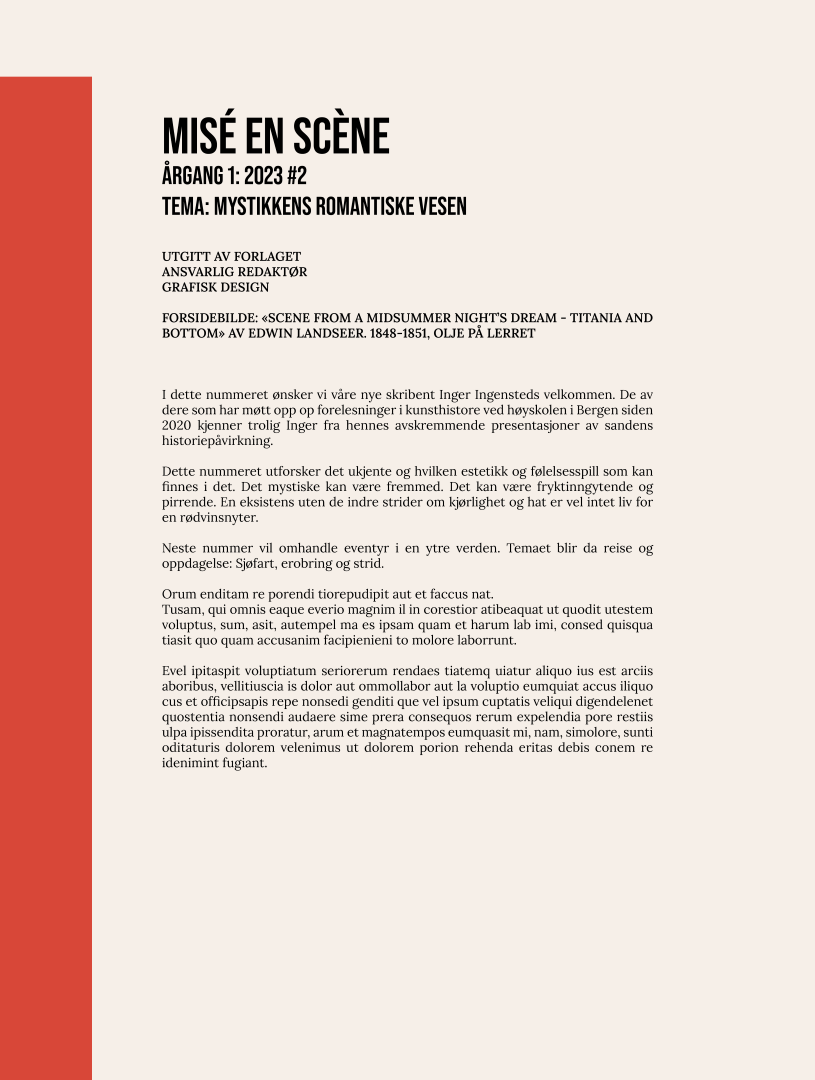 MISÉ EN SCÈNE
ÅRGANG 1: 2023 #2
TEMA: MYSTIKKENS ROMANTISKE VESEN
UTGITT AV FORLAGET
ANSVARLIG REDAKTØR
GRAFISK DESIGN
FORSIDEBILDE: «SCENE FROM A MIDSUMMER NIGHT'S DREAM - TITANIA AND
BOTTOM» AV EDWIN LANDSEER. 1848-1851, OLJE PÅ LERRET
I dette nummeret ønsker vi våre nye skribent Inger Ingensteds velkommen. De av
dere som har møtt opp op forelesninger i kunsthistore ved høyskolen i Bergen siden
2020 kjenner trolig Inger fra hennes avskremmende presentasjoner av sandens
historiepåvirkning.
Dette nummeret utforsker det ukjente og hvilken estetikk og følelsesspill som kan
finnes i det. Det mystiske kan være fremmed. Det kan være fryktinngytende og
pirrende. En eksistens uten de indre strider om kjørlighet og hat er vel intet liv for
en rødvinsnyter.
Neste nummer vil omhandle eventyr i en ytre verden. Temaet blir da reise og
oppdagelse: Sjøfart, erobring og strid.
Orum enditam re porendi tiorepudipit aut et faccus nat.
Tusam, qui omnis eaque everio magnim il in corestior atibeaquat ut quodit utestem
voluptus, sum, asit, autempel ma es ipsam quam et harum lab imi, consed quisqua
tiasit quo quam accusanim facipienieni to molore laborrunt.
Evel ipitaspit voluptiatum seriorerum rendaes tiatemq uiatur aliquo ius est arciis
aboribus, vellitiuscia is dolor aut ommollabor aut la voluptio eumquiat accus iliquo
cus et officipsapis repe nonsedi genditi que vel ipsum cuptatis veliqui digendelenet
quostentia nonsendi audaere sime prera consequos rerum expelendia pore restiis
ulpa ipissendita proratur, arum et magnatempos eumquasit mi, nam, simolore, sunti
oditaturis dolorem velenimus ut dolorem porion rehenda eritas debis conem re
idenimint fugiant.